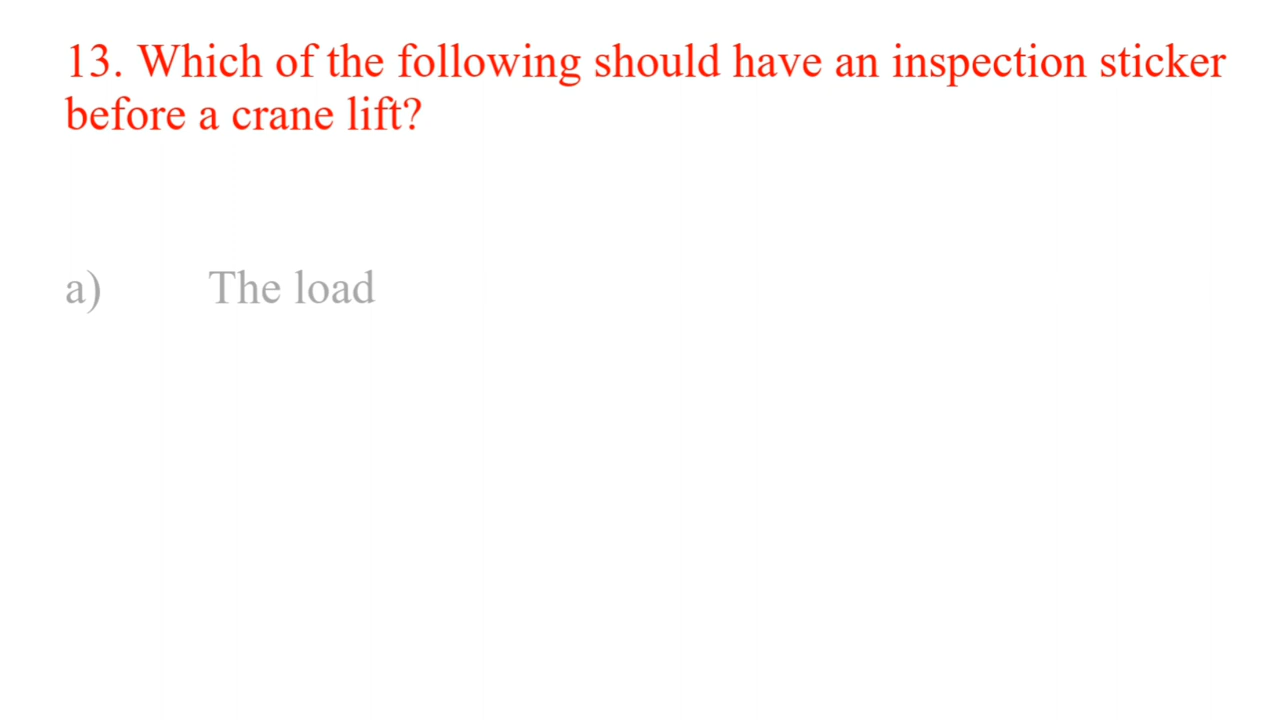 13. Which of the following should have an inspection sticker
before a crane lift?
a) The load